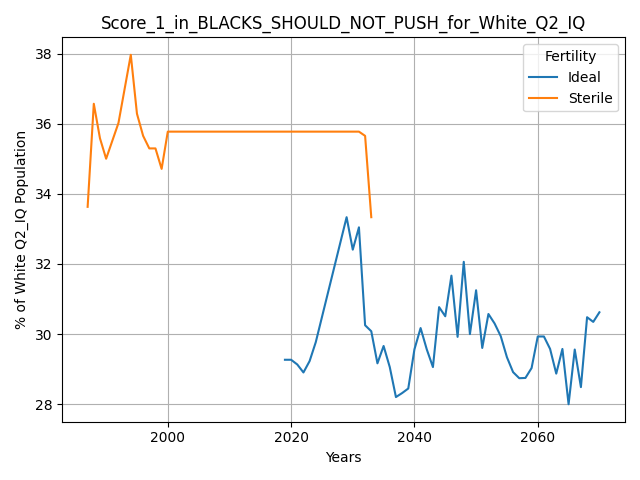 Score_1_in_BLACKS_SHOULD_NOT_PUSH_for_White_Q2_IQ
Fertility
Ideal
Sterile
% of White Q2_IQ Population
38
36
34
32
30
28
2000
2020
2040
2060
Years